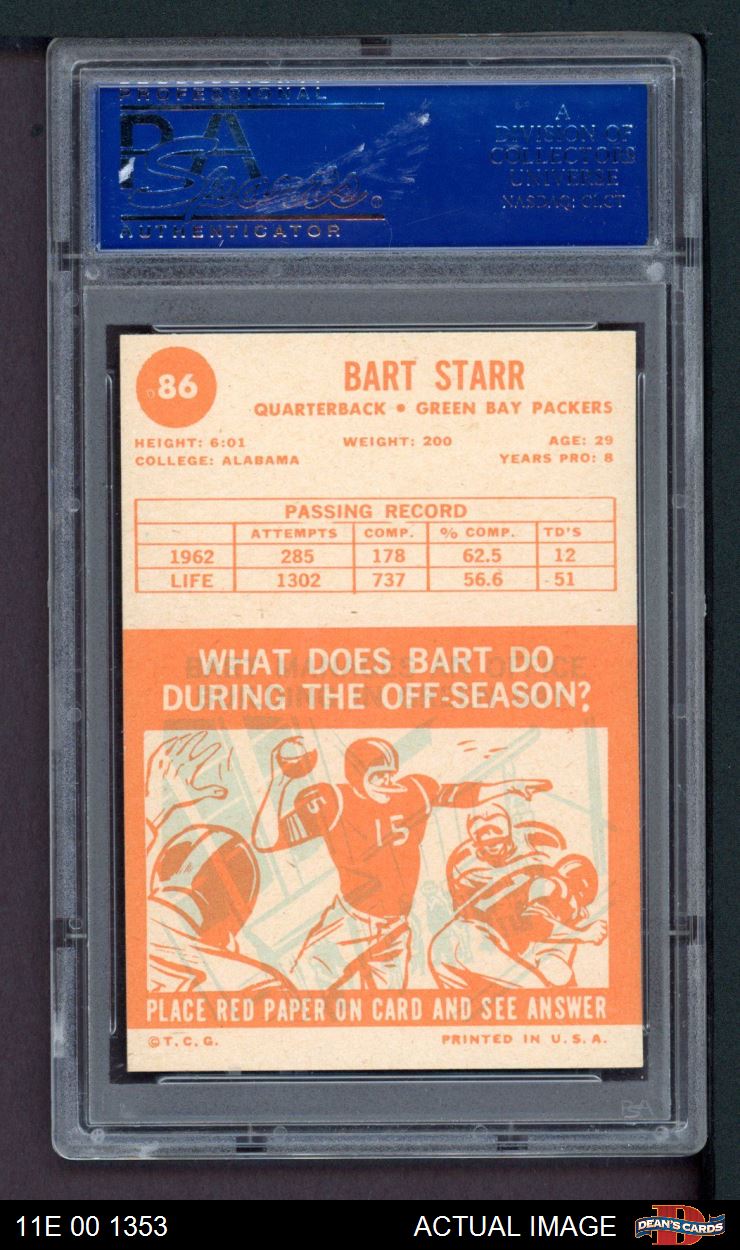 PROFESSIONAL
PSA
Sports
AUTHENTICATOR
A
DIVISION OF
COLLECTORS
UNIVERSE
NASDAQ: CLCT
86
BART STARR
QUARTERBACK • GREEN BAY PACKERS
HEIGHT: 6:01 WEIGHT: 200 AGE: 29
COLLEGE: ALABAMA YEARS PRO: 8
PASSING RECORD
ATTEMPTS COMP. % COMP. TD'S
1962 285 178 62.5 12
LIFE 1302 737 56.6 51
WHAT DOES BART DO
DURING THE OFF-SEASON?
15
15
PLACE RED PAPER ON CARD AND SEE ANSWER
©T.C.G. PRINTED IN U.S.A.
PSA
11E 00 1353 ACTUAL IMAGE
D
DEAN'S CARDS